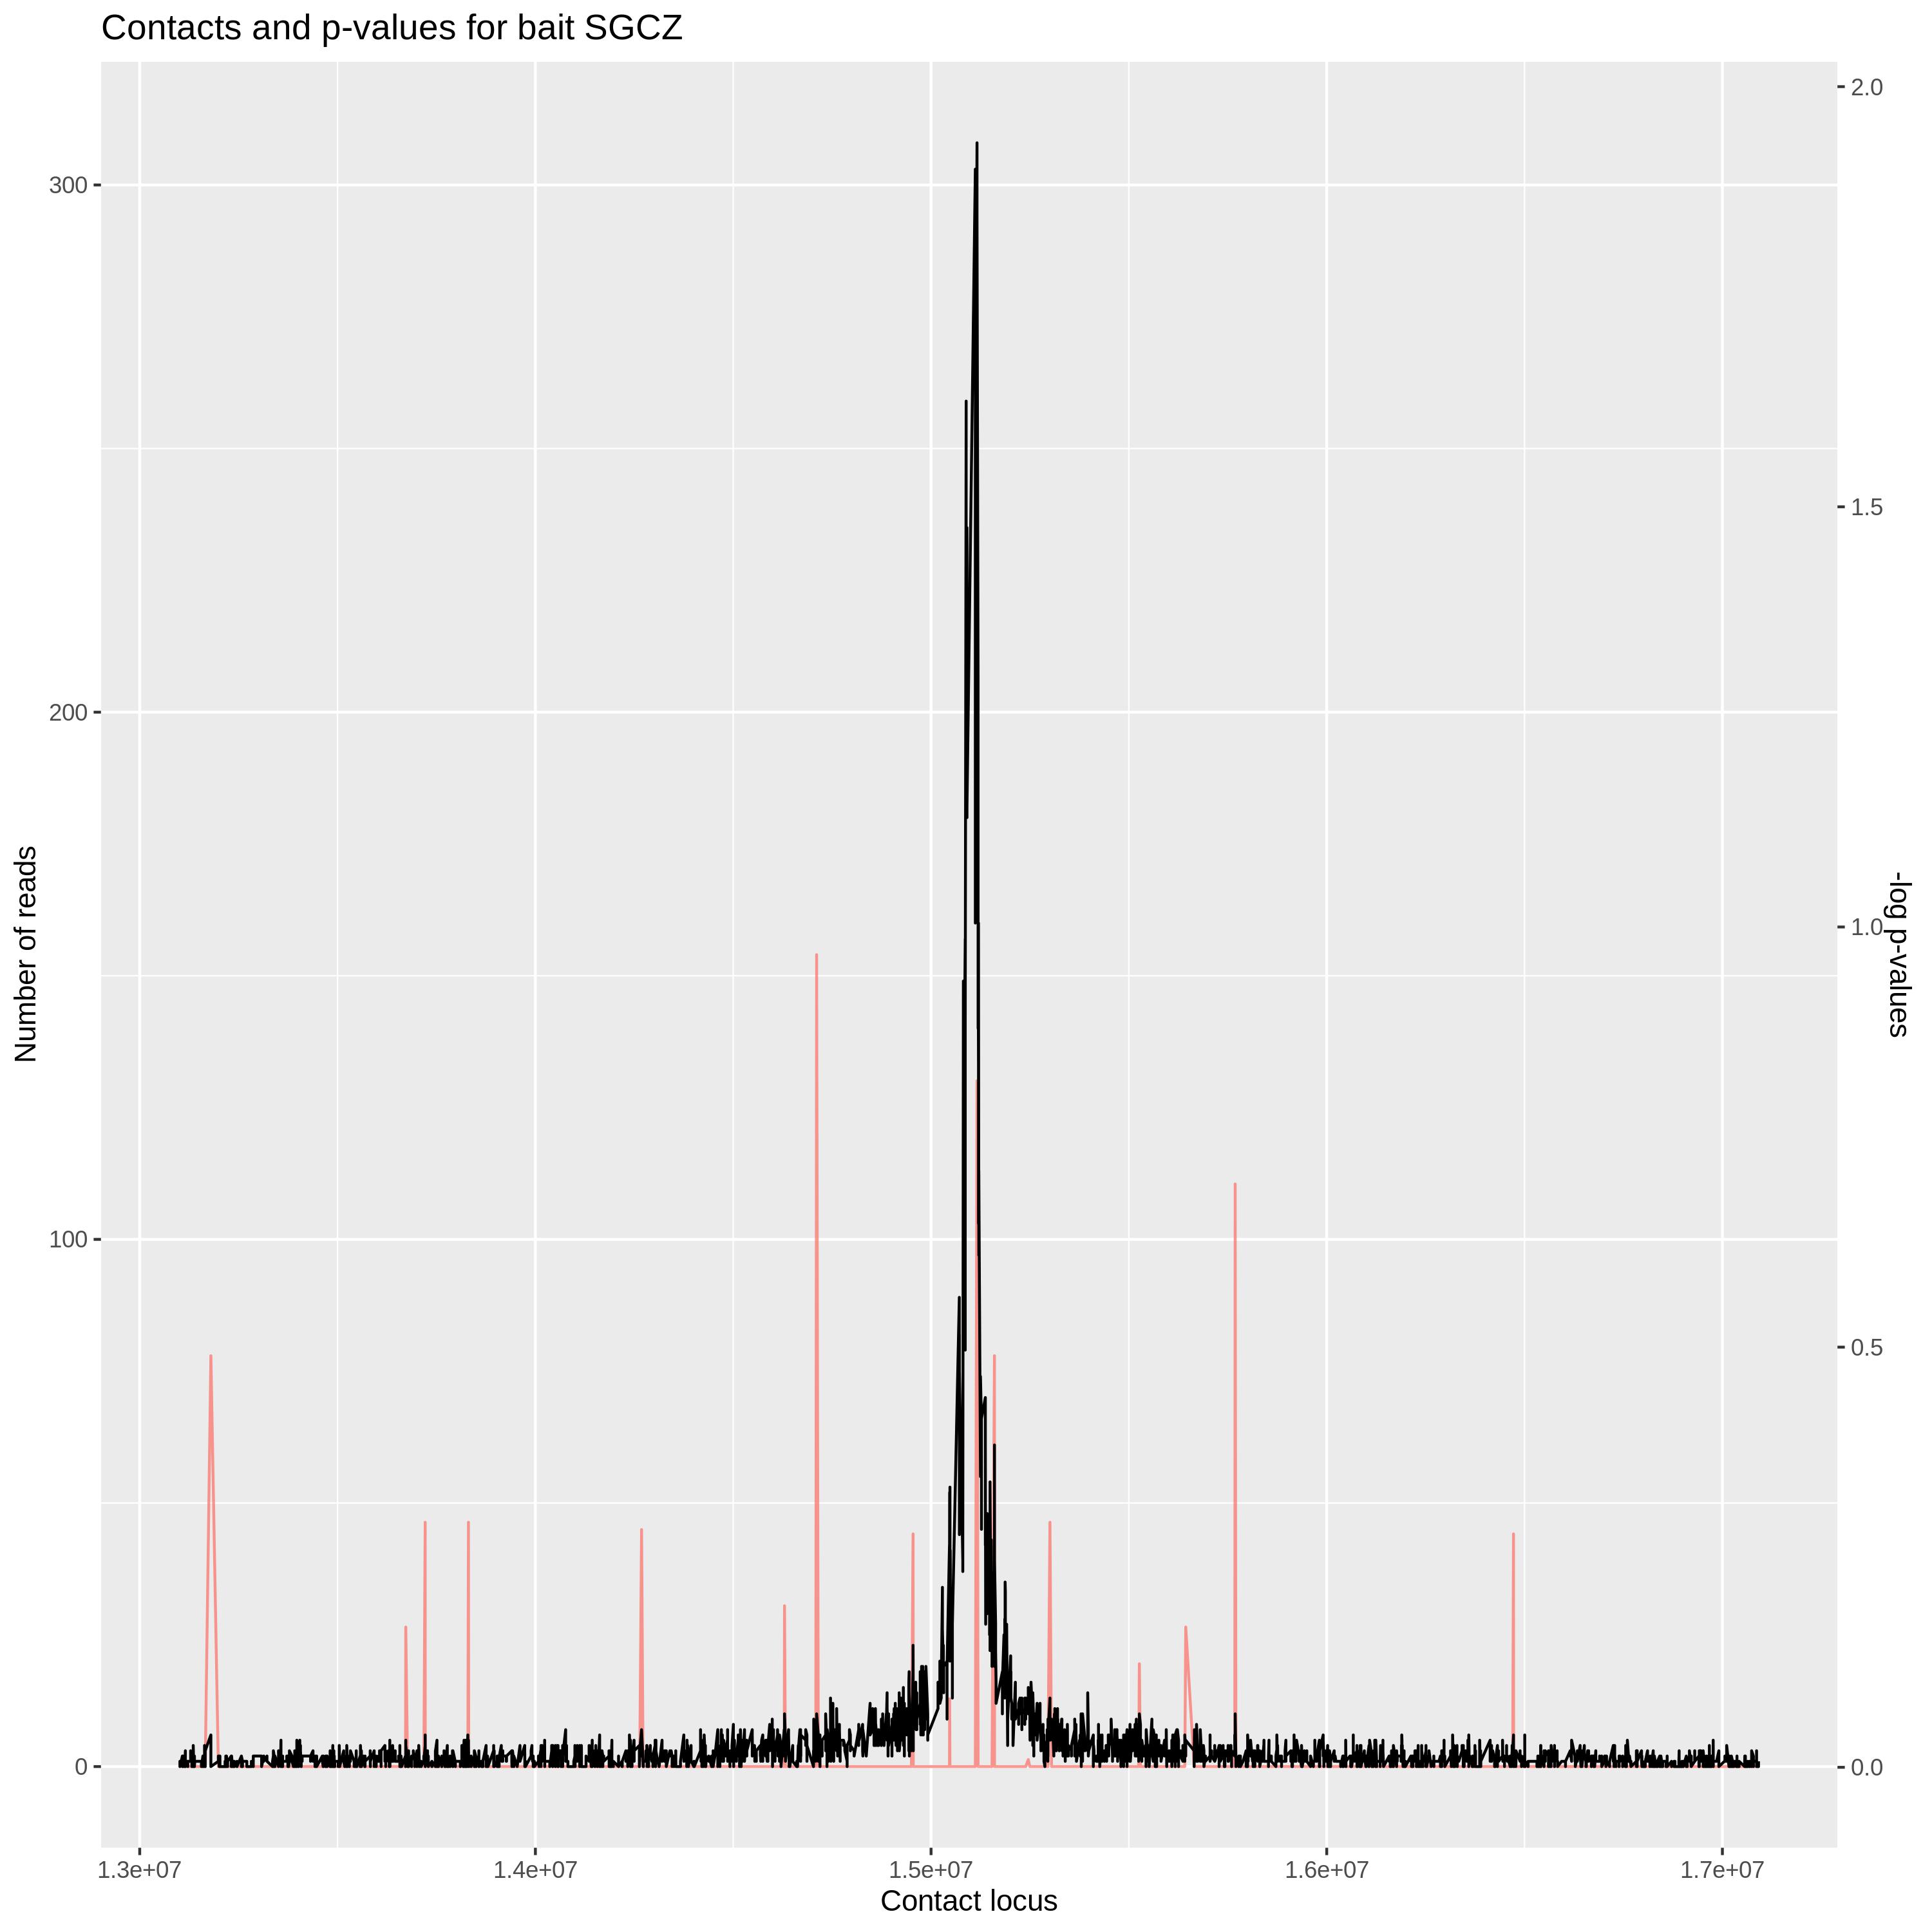 Contacts and p-values for bait SGCZ
300
200
100
0
Number of reads
2.0
1.5
1.0
0.5
0.0
-log p-values
1.3e+07
1.4e+07
1.5e+07
1.6e+07
1.7e+07
Contact locus